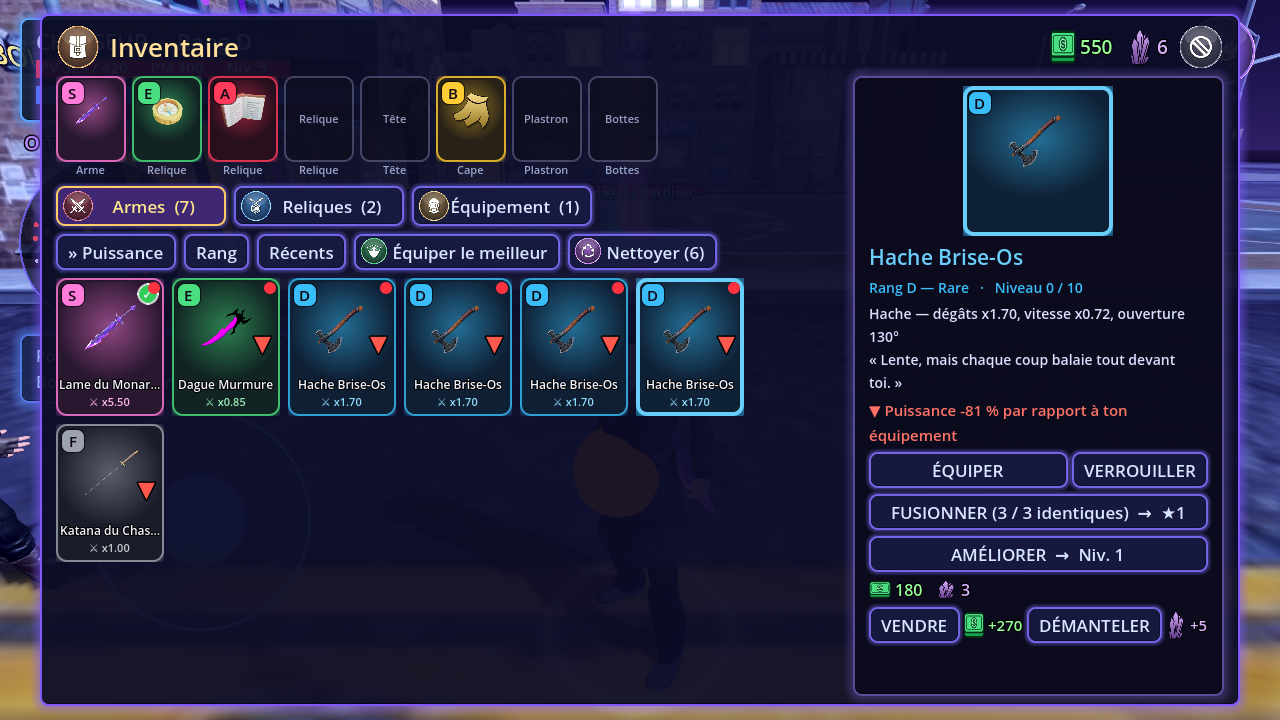 Inventaire
550
6
S
E
A
Relique
Tête
B
Plastron
Bottes
Arme
Relique
Relique
Relique
Tête
Cape
Plastron
Bottes
Armes (7)
Reliques (2)
Équipement (1)
» Puissance
Rang
Récents
Équiper le meilleur
Nettoyer (6)
S
E
D
D
D
D
Lame du Monar...
Dague Murmure
Hache Brise-Os
Hache Brise-Os
Hache Brise-Os
Hache Brise-Os
x5.50
x0.85
x1.70
x1.70
x1.70
x1.70
F
Katana du Chas...
x1.00
D
Hache Brise-Os
Rang D — Rare · Niveau 0 / 10
Hache — dégâts x1.70, vitesse x0.72, ouverture
130°
« Lente, mais chaque coup balaie tout devant
toi. »
▼ Puissance -81 % par rapport à ton
équipement
ÉQUIPER
VERROUILLER
FUSIONNER (3 / 3 identiques) → ★1
AMÉLIORER → Niv. 1
180
3
VENDRE
+270
DÉMANTELER
+5